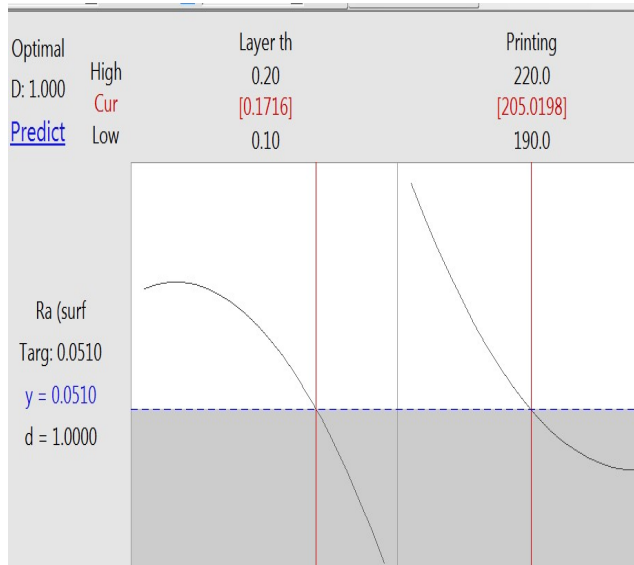 Optimal
D: 1.000
Predict
High
Cur
Low
Layer th
0.20
[0.1716]
0.10
Printing
220.0
[205.0198]
190.0
Ra (surf
Targ: 0.0510
y = 0.0510
d = 1.0000